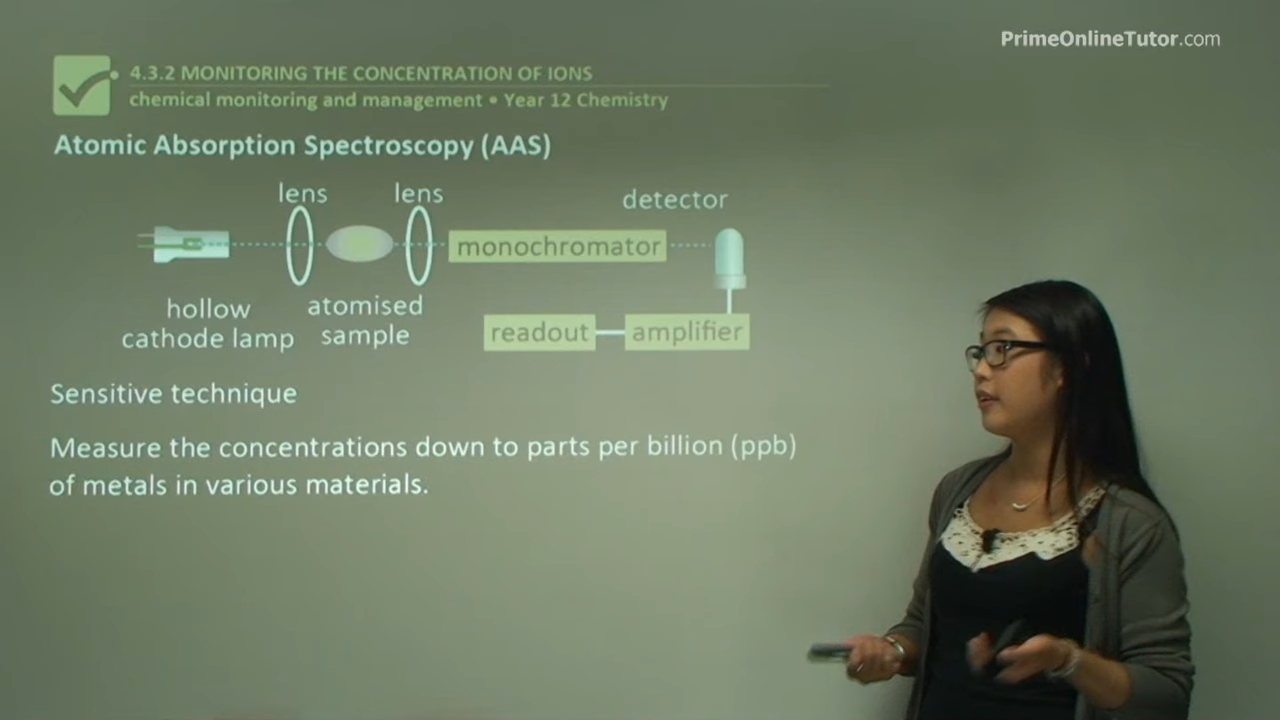 PrimeOnlineTutor.com
4.3.2 MONITORING THE CONCENTRATION OF IONS
chemical monitoring and management • Year 12 Chemistry
Atomic Absorption Spectroscopy (AAS)
lens
lens
detector
monochromator
hollow
cathode lamp
atomised
sample
readout
amplifier
Sensitive technique
Measure the concentrations down to parts per billion (ppb)
of metals in various materials.